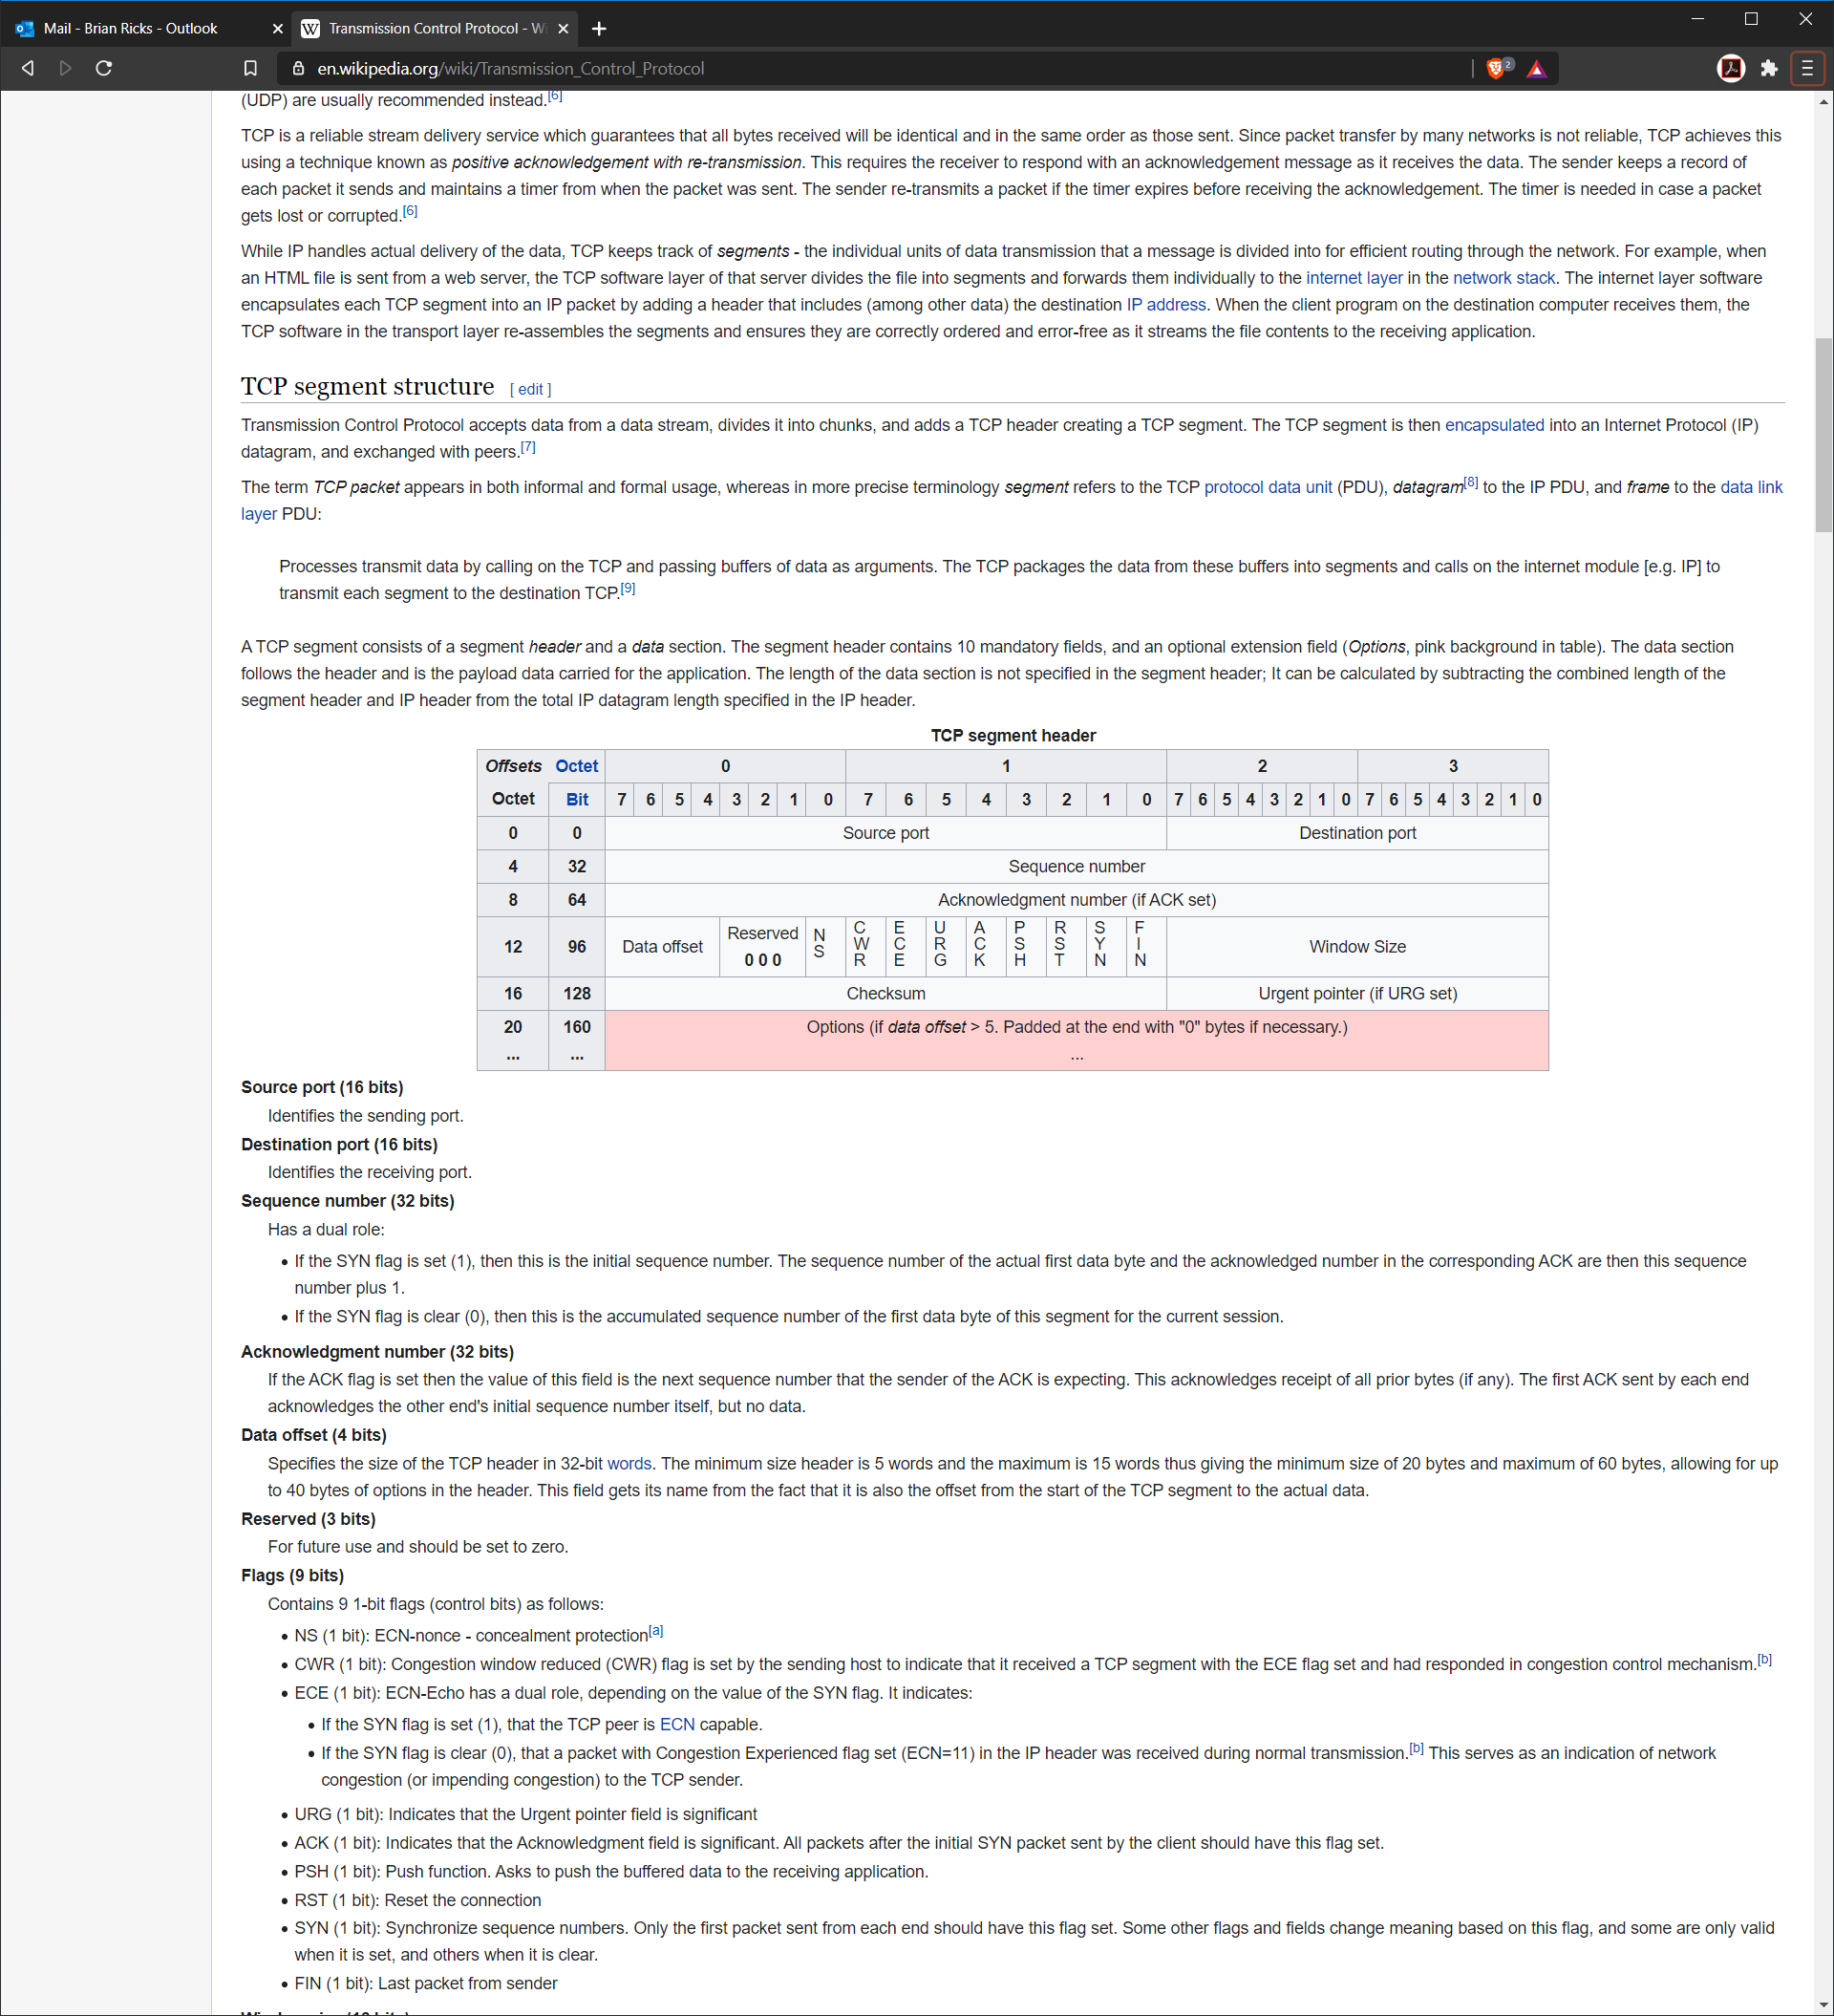 Mail - Brian Ricks - Outlook
Transmission Control Protocol - W
en.wikipedia.org/wiki/Transmission_Control_Protocol
2
(UDP) are usually recommended instead.[6]
TCP is a reliable stream delivery service which guarantees that all bytes received will be identical and in the same order as those sent. Since packet transfer by many networks is not reliable, TCP achieves this
using a technique known as positive acknowledgement with re-transmission. This requires the receiver to respond with an acknowledgement message as it receives the data. The sender keeps a record of
each packet it sends and maintains a timer from when the packet was sent. The sender re-transmits a packet if the timer expires before receiving the acknowledgement. The timer is needed in case a packet
gets lost or corrupted.[6]
While IP handles actual delivery of the data, TCP keeps track of segments - the individual units of data transmission that a message is divided into for efficient routing through the network. For example, when
an HTML file is sent from a web server, the TCP software layer of that server divides the file into segments and forwards them individually to the internet layer in the network stack. The internet layer software
encapsulates each TCP segment into an IP packet by adding a header that includes (among other data) the destination IP address. When the client program on the destination computer receives them, the
TCP software in the transport layer re-assembles the segments and ensures they are correctly ordered and error-free as it streams the file contents to the receiving application.
TCP segment structure [ edit ]
Transmission Control Protocol accepts data from a data stream, divides it into chunks, and adds a TCP header creating a TCP segment. The TCP segment is then encapsulated into an Internet Protocol (IP)
datagram, and exchanged with peers.[7]
The term TCP packet appears in both informal and formal usage, whereas in more precise terminology segment refers to the TCP protocol data unit (PDU), datagram[8] to the IP PDU, and frame to the data link
layer PDU:
Processes transmit data by calling on the TCP and passing buffers of data as arguments. The TCP packages the data from these buffers into segments and calls on the internet module [e.g. IP] to
transmit each segment to the destination TCP.[9]
A TCP segment consists of a segment header and a data section. The segment header contains 10 mandatory fields, and an optional extension field (Options, pink background in table). The data section
follows the header and is the payload data carried for the application. The length of the data section is not specified in the segment header; It can be calculated by subtracting the combined length of the
segment header and IP header from the total IP datagram length specified in the IP header.
TCP segment header
Offsets Octet 0 1 2 3
Octet Bit 7 6 5 4 3 2 1 0 7 6 5 4 3 2 1 0 7 6 5 4 3 2 1 0 7 6 5 4 3 2 1 0
0 0 Source port Destination port
4 32 Sequence number
8 64 Acknowledgment number (if ACK set)
12 96 Data offset Reserved 0 0 0 NS CWR ECE URG ACK PSH RST SYN FIN Window Size
16 128 Checksum Urgent pointer (if URG set)
20 160 Options (if data offset > 5. Padded at the end with "0" bytes if necessary.)
... ... ...
Source port (16 bits)
Identifies the sending port.
Destination port (16 bits)
Identifies the receiving port.
Sequence number (32 bits)
Has a dual role:
• If the SYN flag is set (1), then this is the initial sequence number. The sequence number of the actual first data byte and the acknowledged number in the corresponding ACK are then this sequence
number plus 1.
• If the SYN flag is clear (0), then this is the accumulated sequence number of the first data byte of this segment for the current session.
Acknowledgment number (32 bits)
If the ACK flag is set then the value of this field is the next sequence number that the sender of the ACK is expecting. This acknowledges receipt of all prior bytes (if any). The first ACK sent by each end
acknowledges the other end's initial sequence number itself, but no data.
Data offset (4 bits)
Specifies the size of the TCP header in 32-bit words. The minimum size header is 5 words and the maximum is 15 words thus giving the minimum size of 20 bytes and maximum of 60 bytes, allowing for up
to 40 bytes of options in the header. This field gets its name from the fact that it is also the offset from the start of the TCP segment to the actual data.
Reserved (3 bits)
For future use and should be set to zero.
Flags (9 bits)
Contains 9 1-bit flags (control bits) as follows:
• NS (1 bit): ECN-nonce - concealment protection[a]
• CWR (1 bit): Congestion window reduced (CWR) flag is set by the sending host to indicate that it received a TCP segment with the ECE flag set and had responded in congestion control mechanism.[b]
• ECE (1 bit): ECN-Echo has a dual role, depending on the value of the SYN flag. It indicates:
• If the SYN flag is set (1), that the TCP peer is ECN capable.
• If the SYN flag is clear (0), that a packet with Congestion Experienced flag set (ECN=11) in the IP header was received during normal transmission.[b] This serves as an indication of network
congestion (or impending congestion) to the TCP sender.
• URG (1 bit): Indicates that the Urgent pointer field is significant
• ACK (1 bit): Indicates that the Acknowledgment field is significant. All packets after the initial SYN packet sent by the client should have this flag set.
• PSH (1 bit): Push function. Asks to push the buffered data to the receiving application.
• RST (1 bit): Reset the connection
• SYN (1 bit): Synchronize sequence numbers. Only the first packet sent from each end should have this flag set. Some other flags and fields change meaning based on this flag, and some are only valid
when it is set, and others when it is clear.
• FIN (1 bit): Last packet from sender